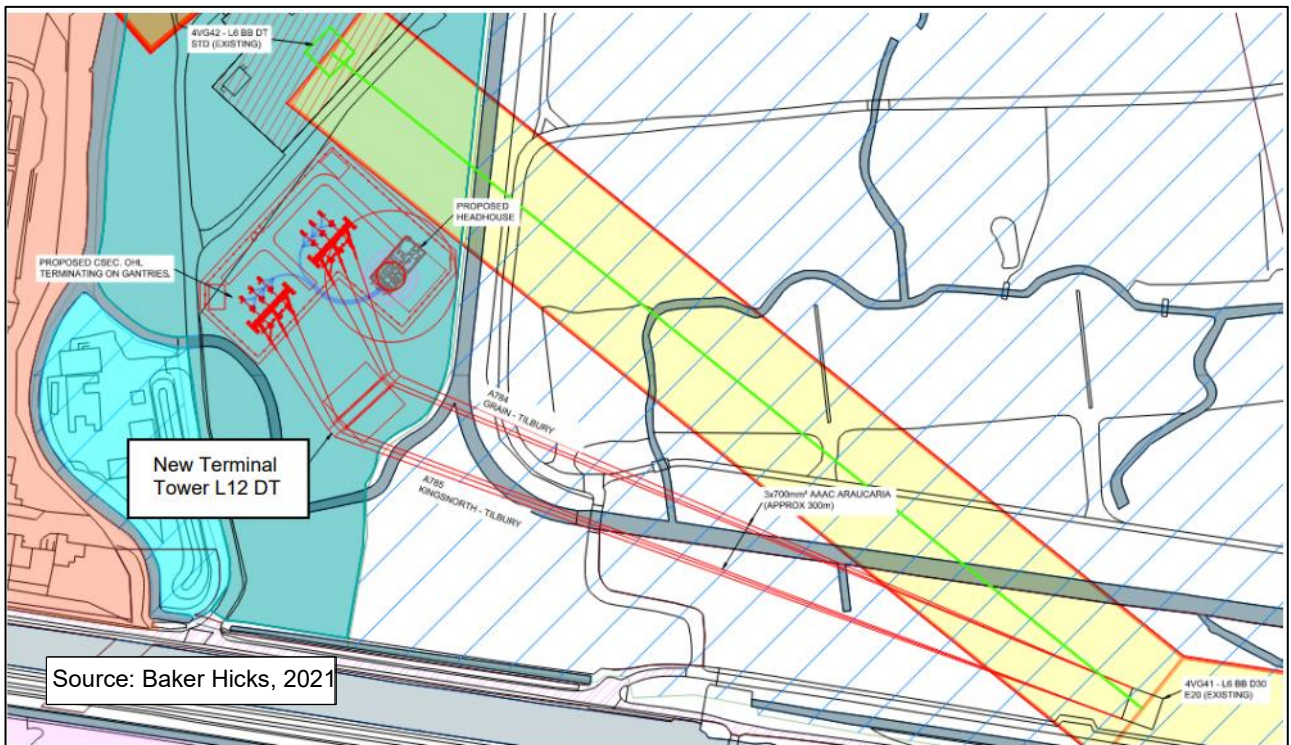 4VG42 - L6 BB DT
STD (EXISTING)
PROPOSED
HEADHOUSE
PROPOSED CSEC. OHL
TERMINATING ON GANTRIES.
A784
GRAIN - TILBURY
New Terminal
Tower L12 DT
A785
KINGSNORTH - TILBURY
3x700mm² AAAC ARAUCARIA
(APPROX 300m)
Source: Baker Hicks, 2021
4VG41 - L6 BB D30
E20 (EXISTING)